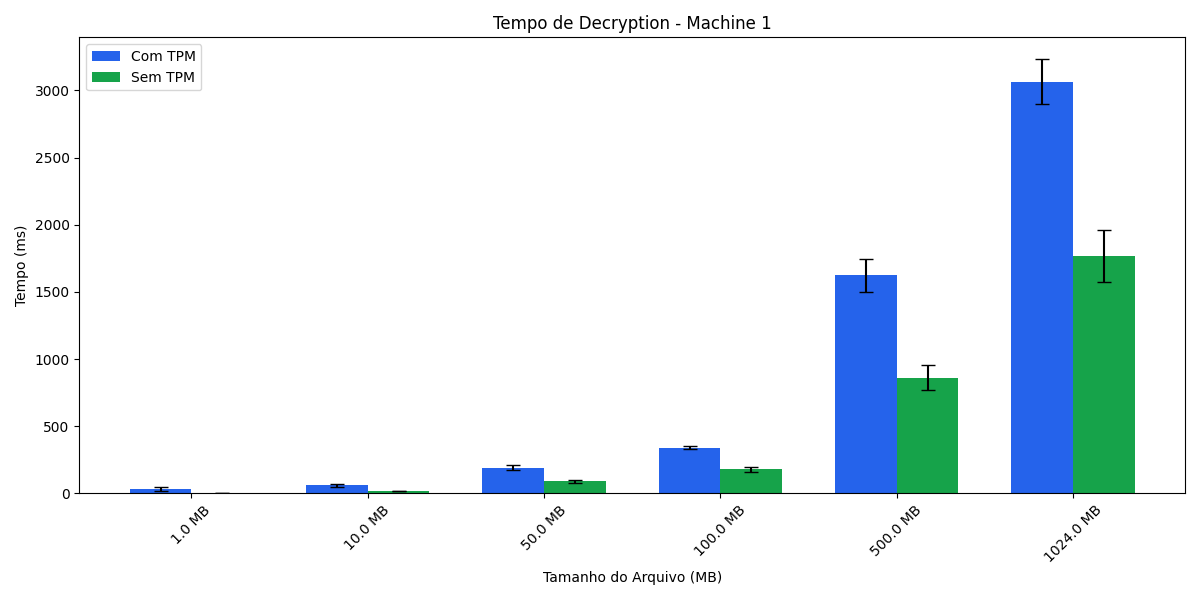 Tempo de Decryption - Machine 1
Com TPM
Sem TPM
Tempo (ms)
3000
2500
2000
1500
1000
500
0
1.0 MB
10.0 MB
50.0 MB
100.0 MB
500.0 MB
1024.0 MB
Tamanho do Arquivo (MB)